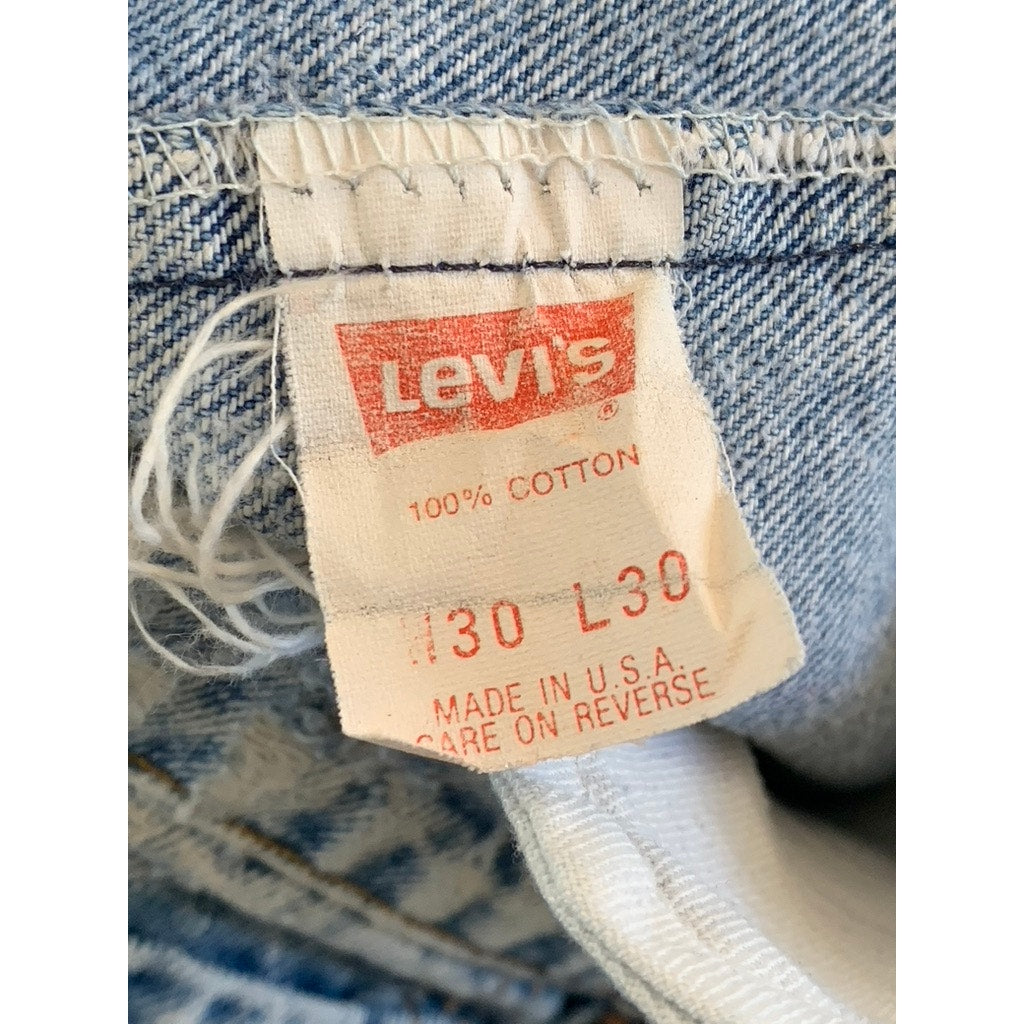 Levi's
®
100% COTTON
W30 L30
MADE IN U.S.A.
CARE ON REVERSE